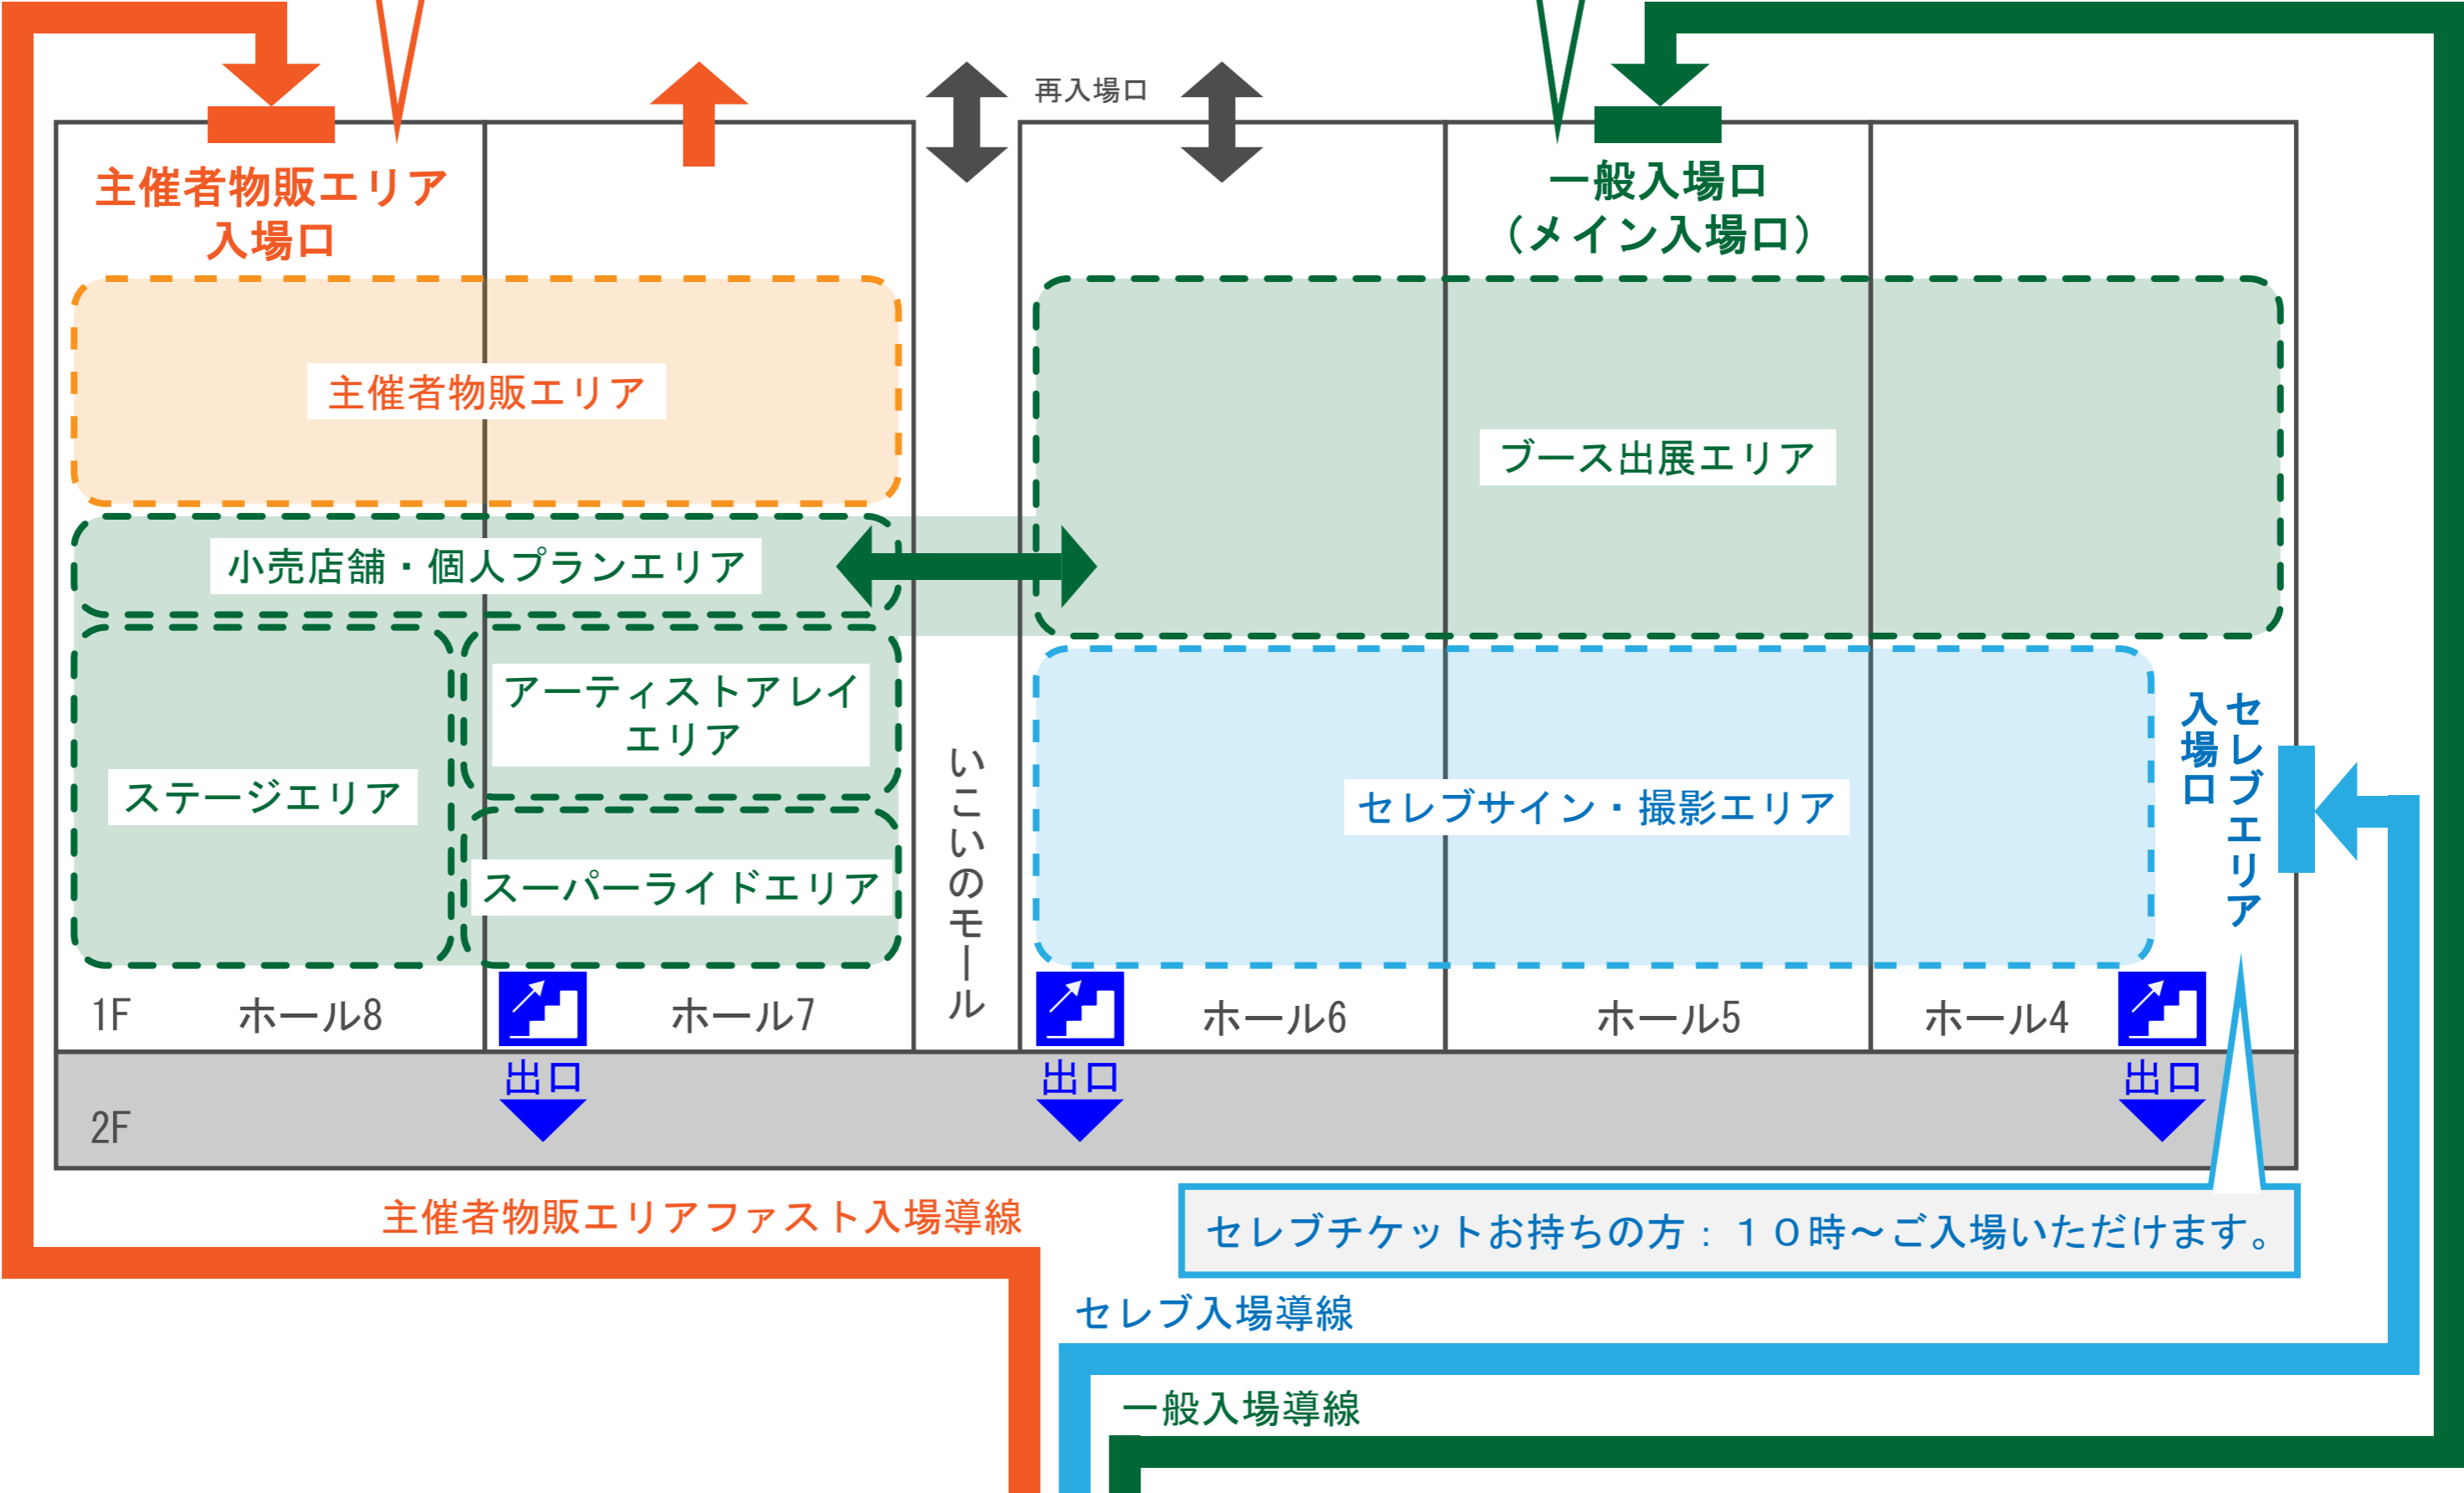 再入場口
主催者物販エリア
入場口
一般入場口
（メイン入場口）
主催者物販エリア
ブース出展エリア
小売店舗・個人プランエリア
アーティストアレイ
エリア
ステージエリア
スーパーライドエリア
いこいのモール
セレブサイン・撮影エリア
セレブエリア
入場口
1F
ホール8
ホール7
ホール6
ホール5
ホール4
出口
出口
出口
2F
主催者物販エリアファスト入場導線
セレブチケットお持ちの方：１０時～ご入場いただけます。
セレブ入場導線
一般入場導線